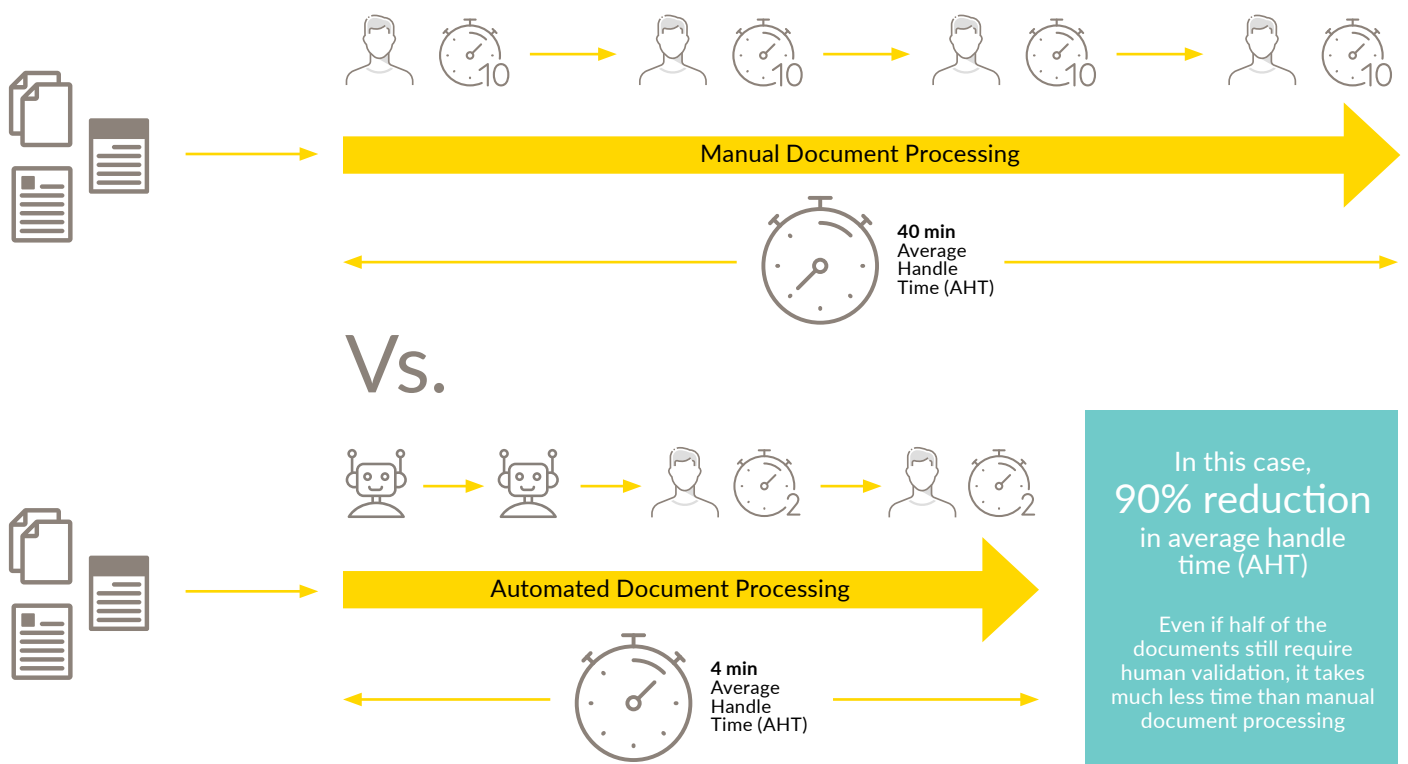 10
10
10
10
Manual Document Processing
40 min
Average
Handle
Time (AHT)
Vs.
2
2
Automated Document Processing
4 min
Average
Handle
Time (AHT)
In this case,
90% reduction
in average handle
time (AHT)
Even if half of the
documents still require
human validation, it takes
much less time than manual
document processing